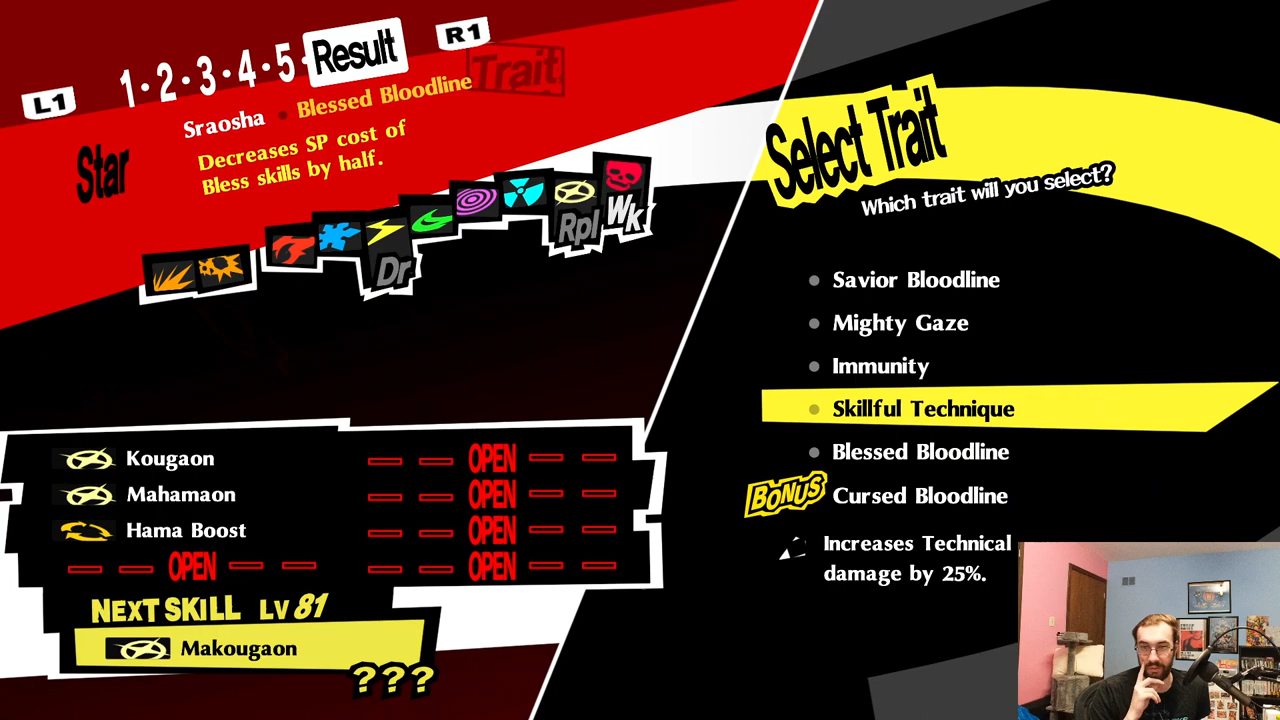 L1
1·2·3·4·5·
Result
R1
Trait
Star
Sraosha • Blessed Bloodline
Decreases SP cost of
Bless skills by half.
Dr
Rpl
Wk
Kougaon
Mahamaon
Hama Boost
OPEN
OPEN
OPEN
OPEN
OPEN
NEXT SKILL LV 81
Makougaon
???
Select Trait
Which trait will you select?
Savior Bloodline
Mighty Gaze
Immunity
Skillful Technique
Blessed Bloodline
BONUS Cursed Bloodline
Increases Technical
damage by 25%.